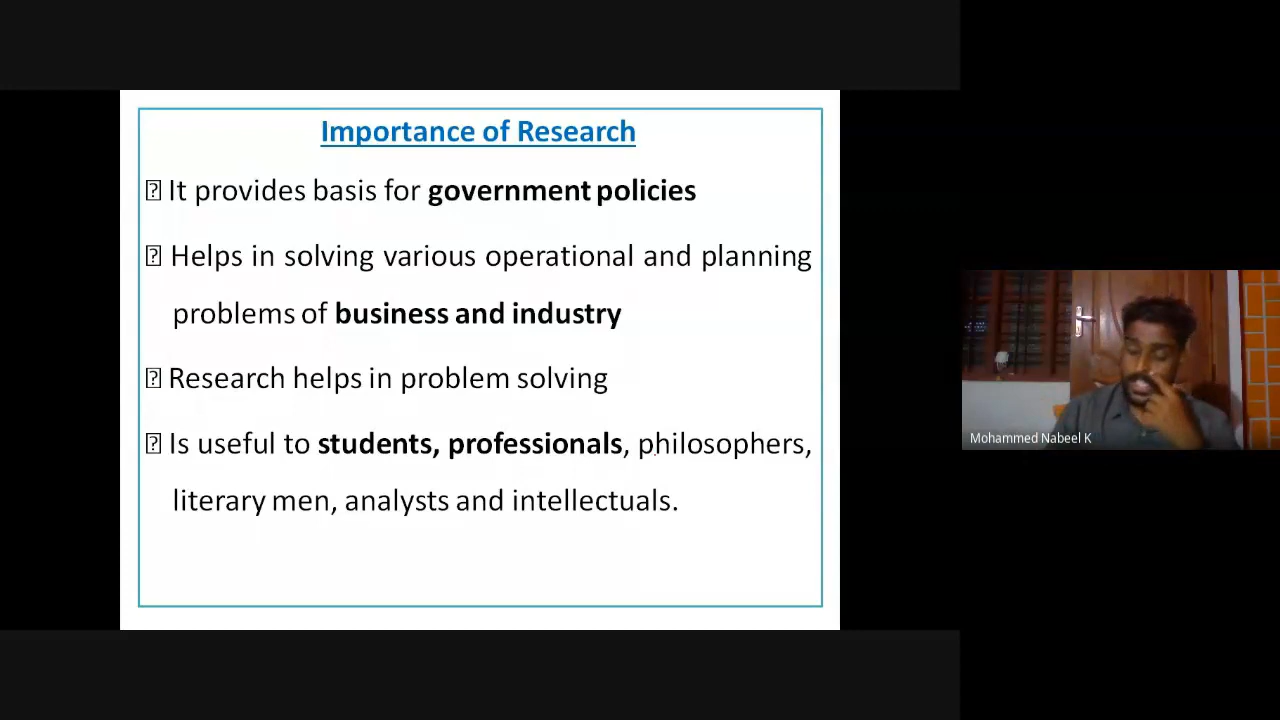 Importance of Research
⍰ It provides basis for government policies
⍰ Helps in solving various operational and planning
problems of business and industry
⍰ Research helps in problem solving
⍰ Is useful to students, professionals, philosophers,
literary men, analysts and intellectuals.
Mohammed Nabeel K